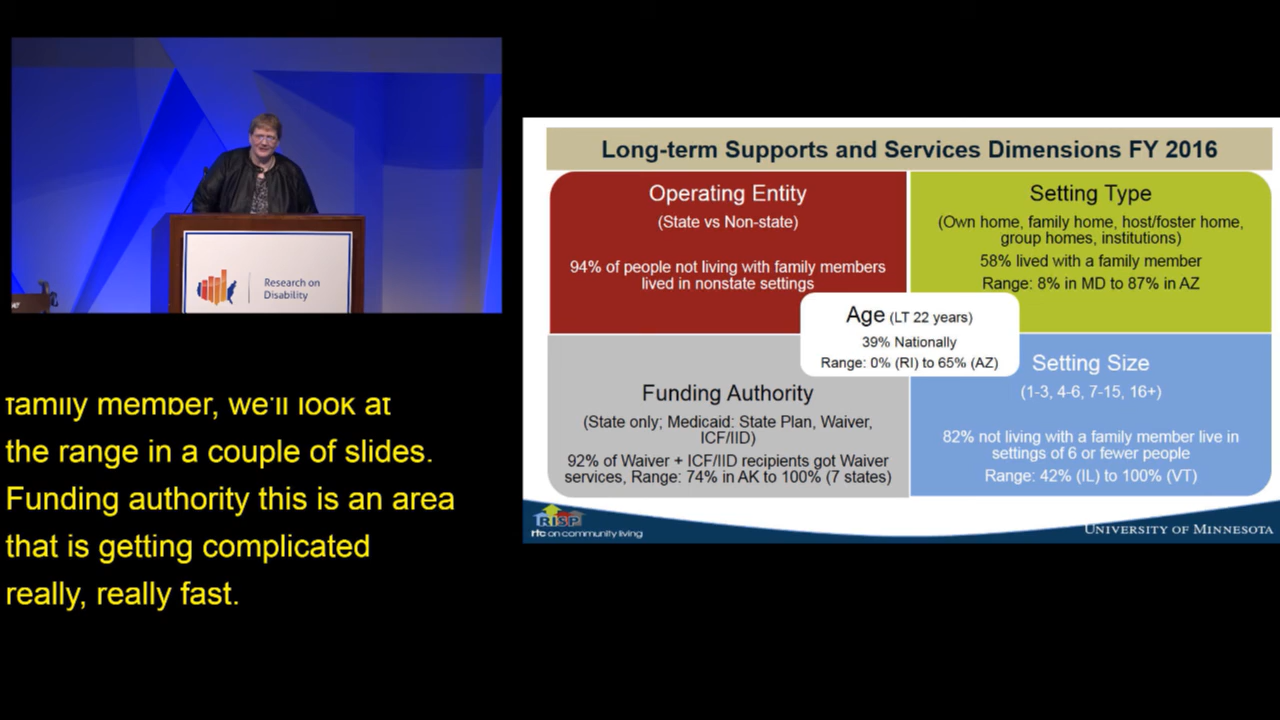 Research on
Disability
family member, we'll look at
the range in a couple of slides.
Funding authority this is an area
that is getting complicated
really, really fast.
Long-term Supports and Services Dimensions FY 2016
Operating Entity
(State vs Non-state)
94% of people not living with family members
lived in nonstate settings
Setting Type
(Own home, family home, host/foster home,
group homes, institutions)
58% lived with a family member
Range: 8% in MD to 87% in AZ
Age (LT 22 years)
39% Nationally
Range: 0% (RI) to 65% (AZ)
Funding Authority
(State only; Medicaid: State Plan, Waiver,
ICF/IID)
92% of Waiver + ICF/IID recipients got Waiver
services, Range: 74% in AK to 100% (7 states)
Setting Size
(1-3, 4-6, 7-15, 16+)
82% not living with a family member live in
settings of 6 or fewer people
Range: 42% (IL) to 100% (VT)
RISP
rtc on community living
UNIVERSITY OF MINNESOTA